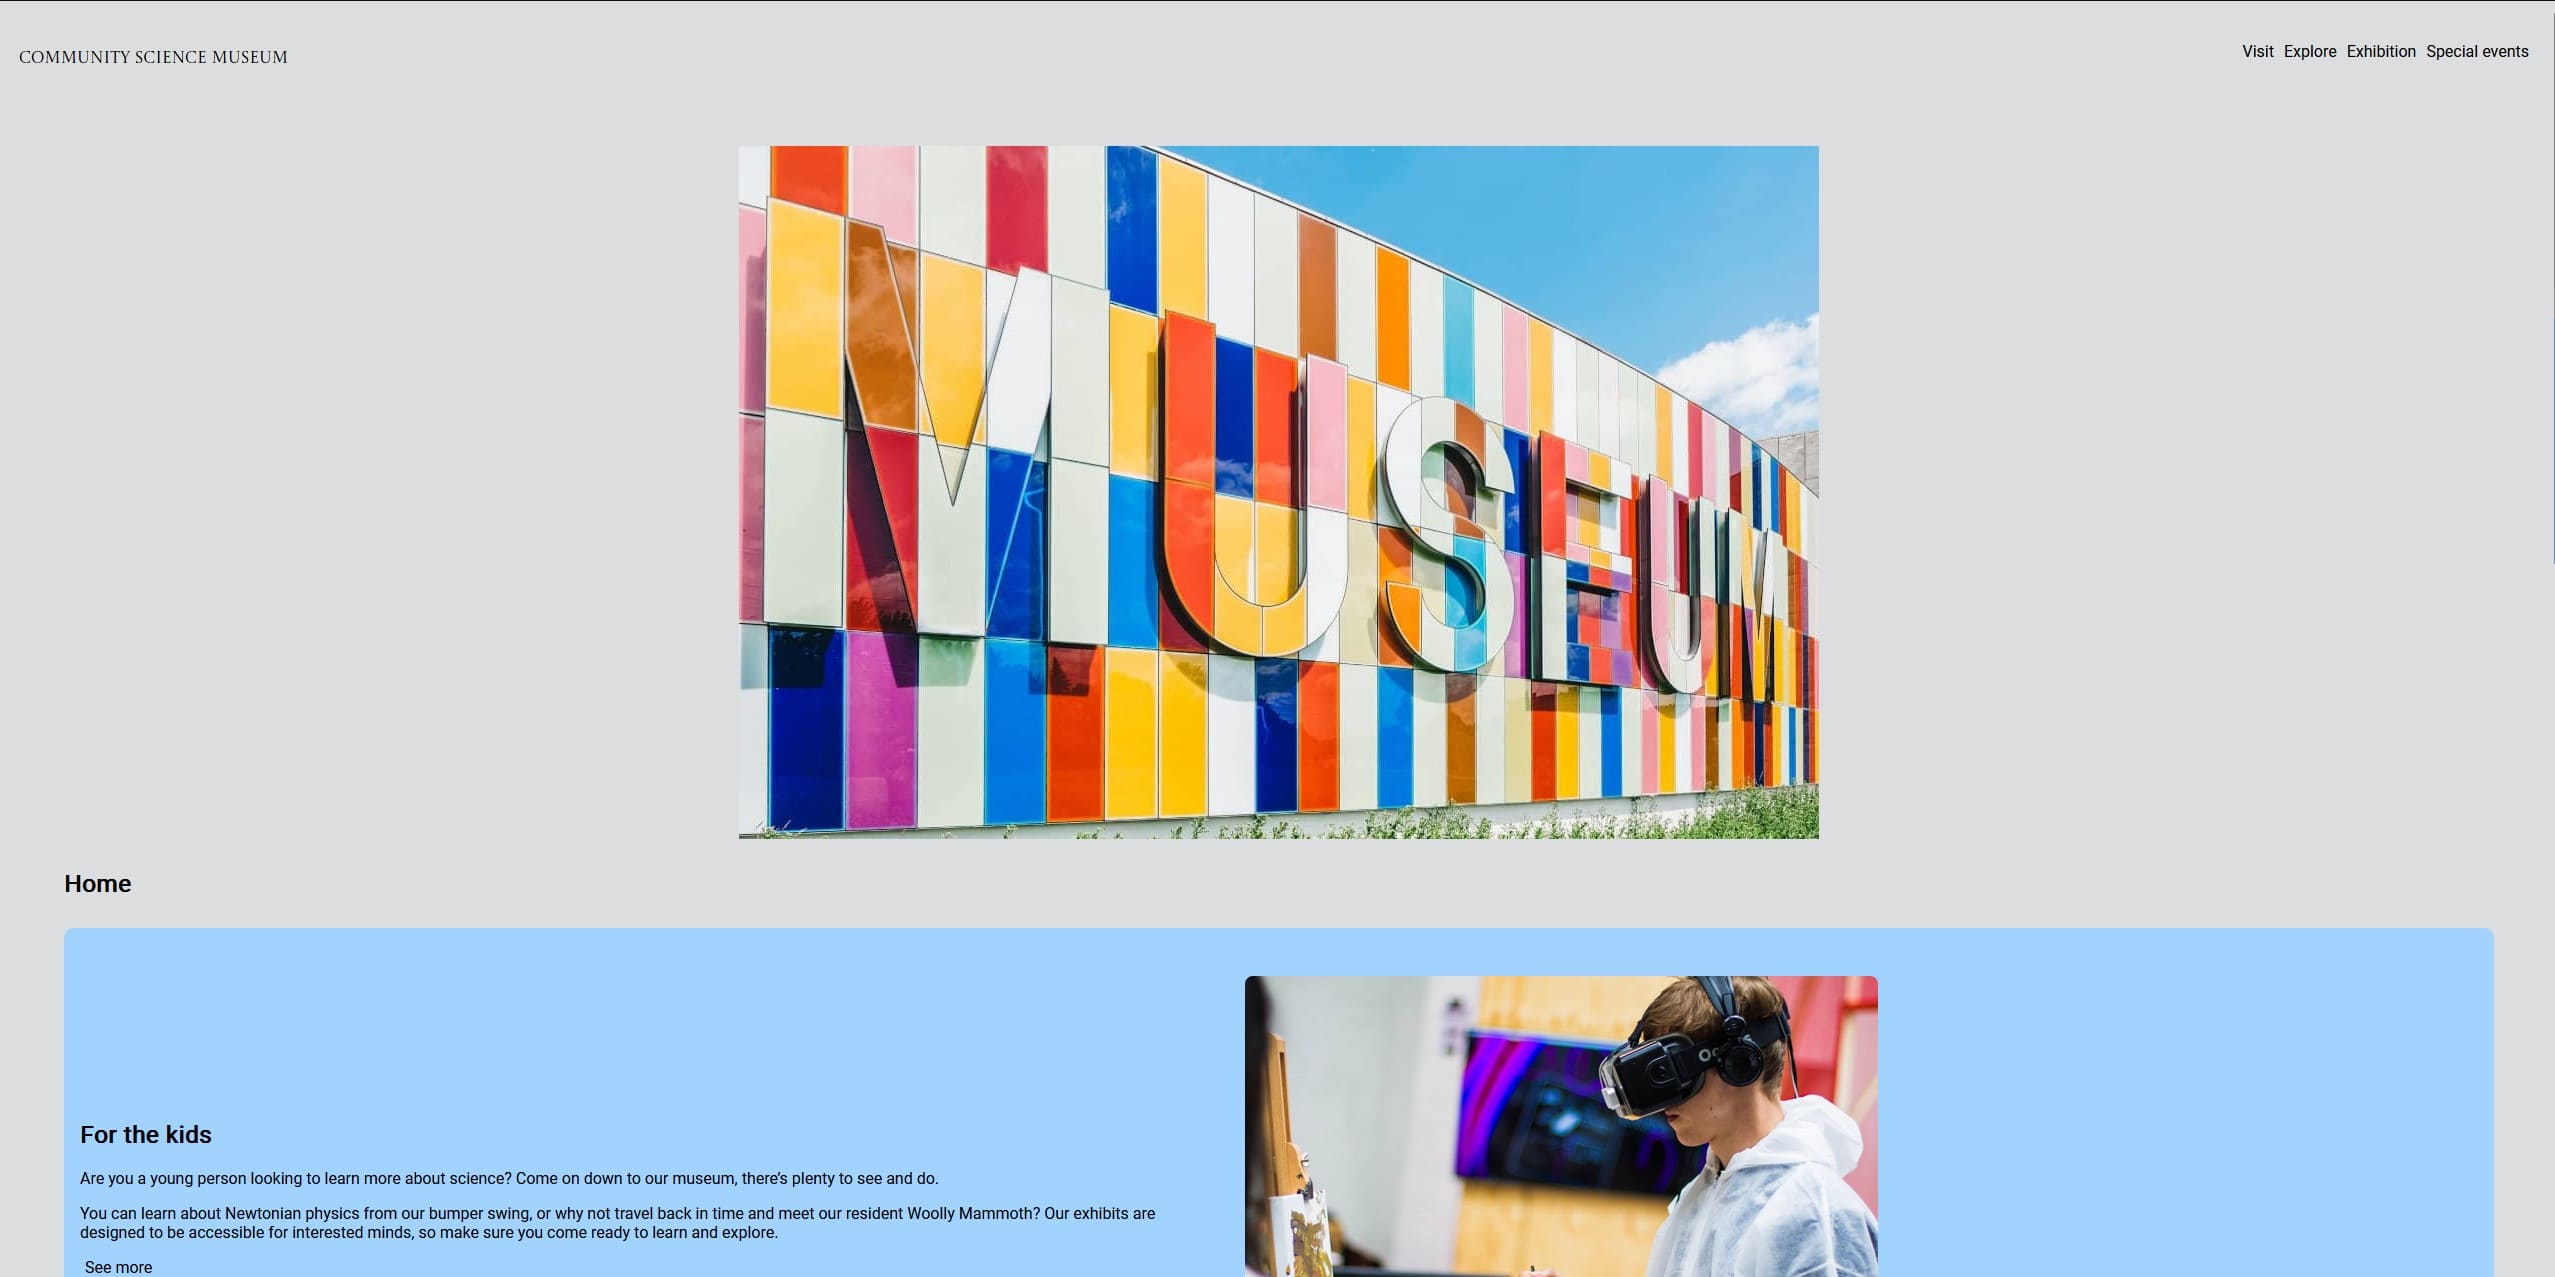 COMMUNITY SCIENCE MUSEUM
Visit Explore Exhibition Special events
MUSEUM
Home
For the kids
Are you a young person looking to learn more about science? Come on down to our museum, there’s plenty to see and do.
You can learn about Newtonian physics from our bumper swing, or why not travel back in time and meet our resident Woolly Mammoth? Our exhibits are
designed to be accessible for interested minds, so make sure you come ready to learn and explore.
See more